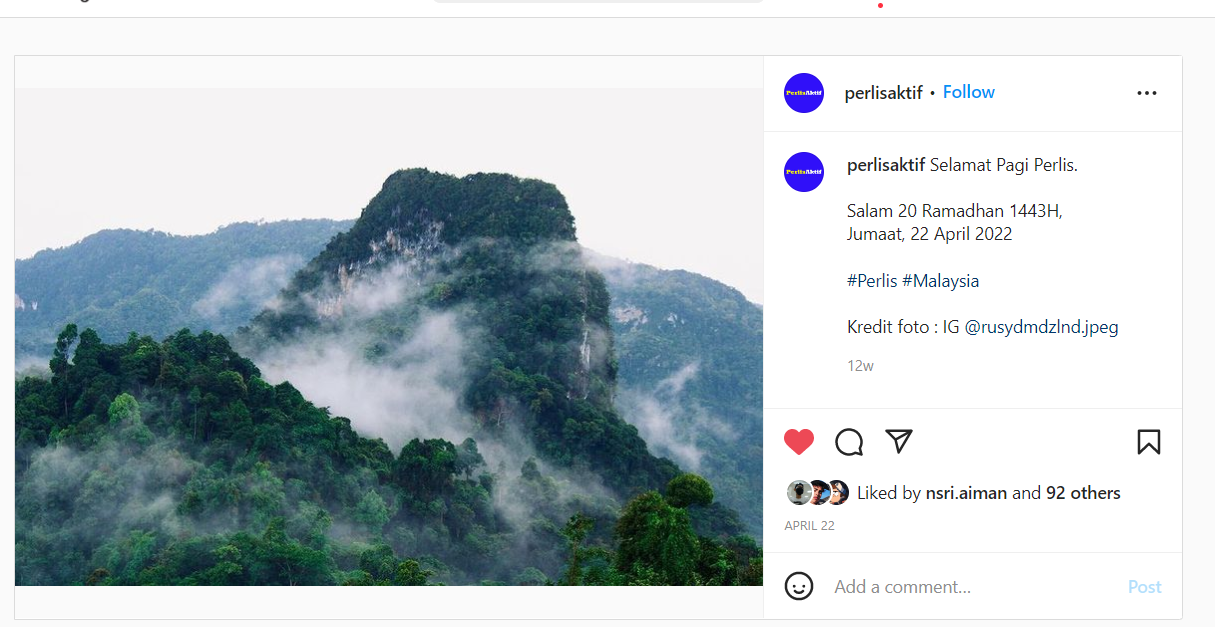 perlisaktif • Follow
PerlisAktif
perlisaktif Selamat Pagi Perlis.
PerlisAktif
Salam 20 Ramadhan 1443H,
Jumaat, 22 April 2022
#Perlis #Malaysia
Kredit foto : IG @rusydmdzlnd.jpeg
12w
Liked by nsri.aiman and 92 others
APRIL 22
Add a comment...
Post